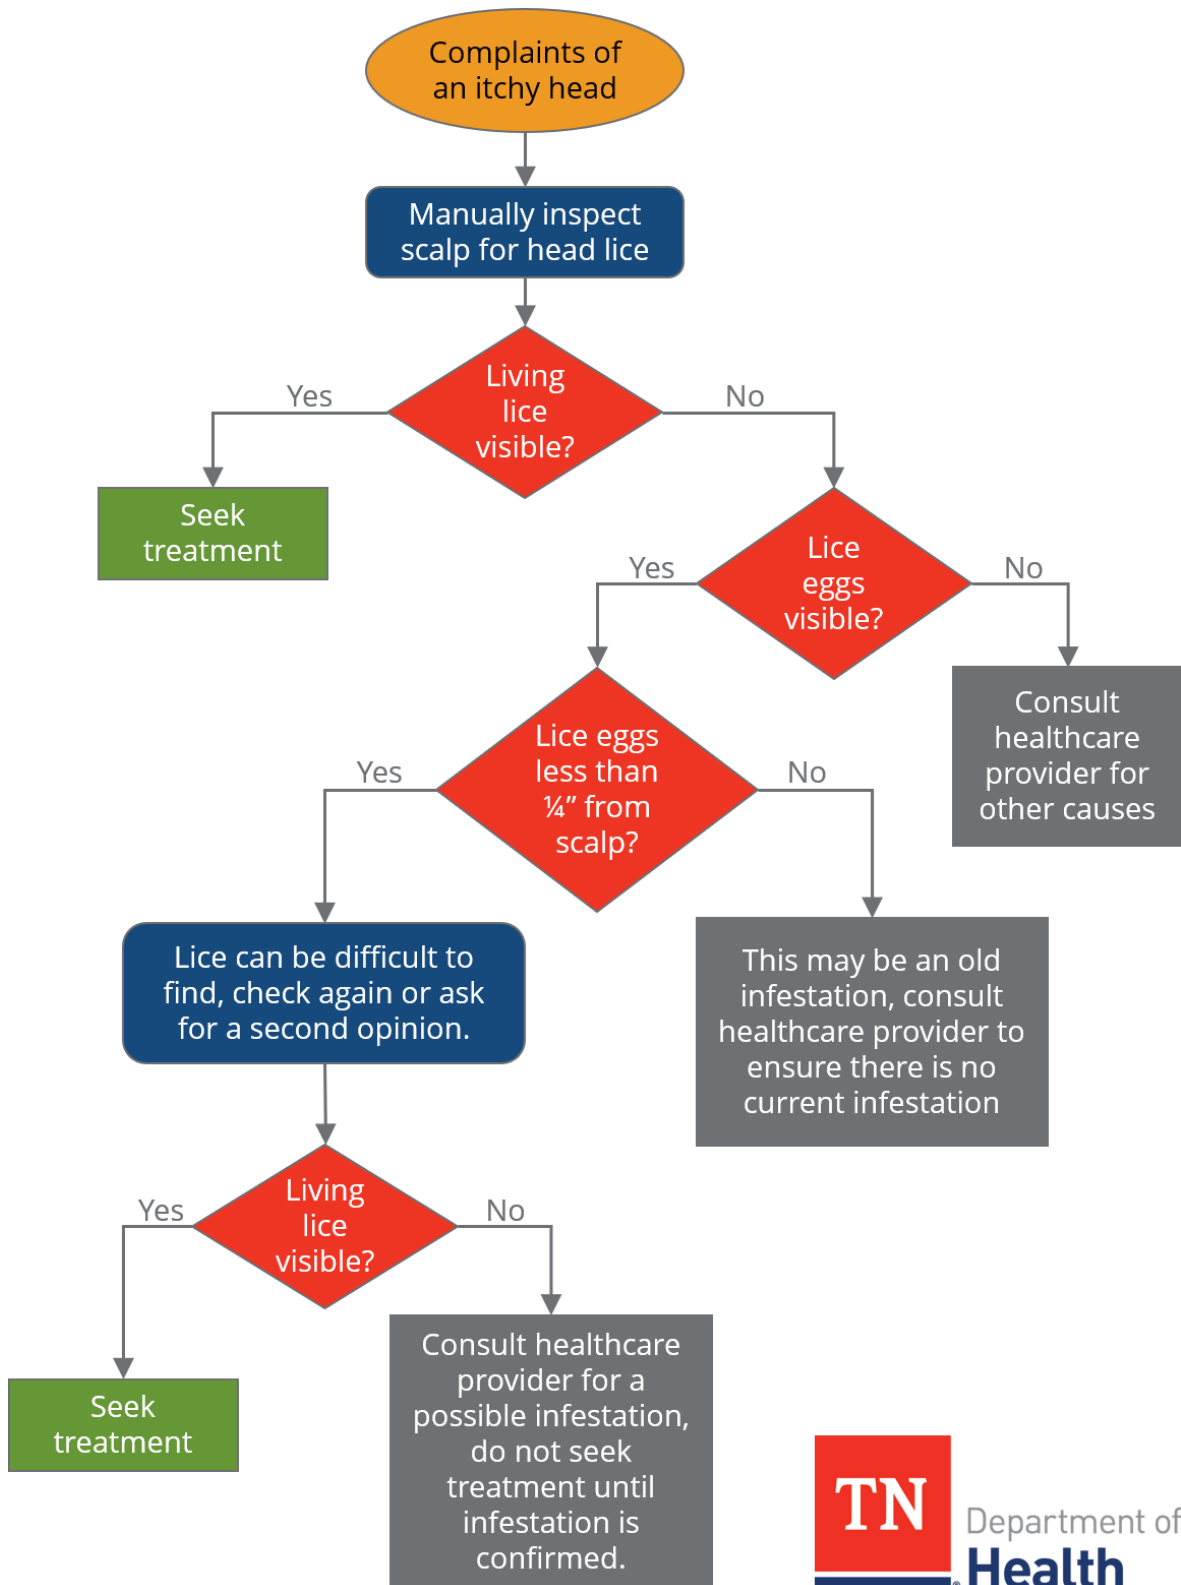 Complaints of
an itchy head
Manually inspect
scalp for head lice
Living
lice
visible?
Yes
No
Seek
treatment
Lice
eggs
visible?
Yes
No
Consult
healthcare
provider for
other causes
Lice eggs
less than
¼” from
scalp?
Yes
No
Lice can be difficult to
find, check again or ask
for a second opinion.
This may be an old
infestation, consult
healthcare provider to
ensure there is no
current infestation
Living
lice
visible?
Yes
No
Seek
treatment
Consult healthcare
provider for a
possible infestation,
do not seek
treatment until
infestation is
confirmed.
TN
Department of
®Health